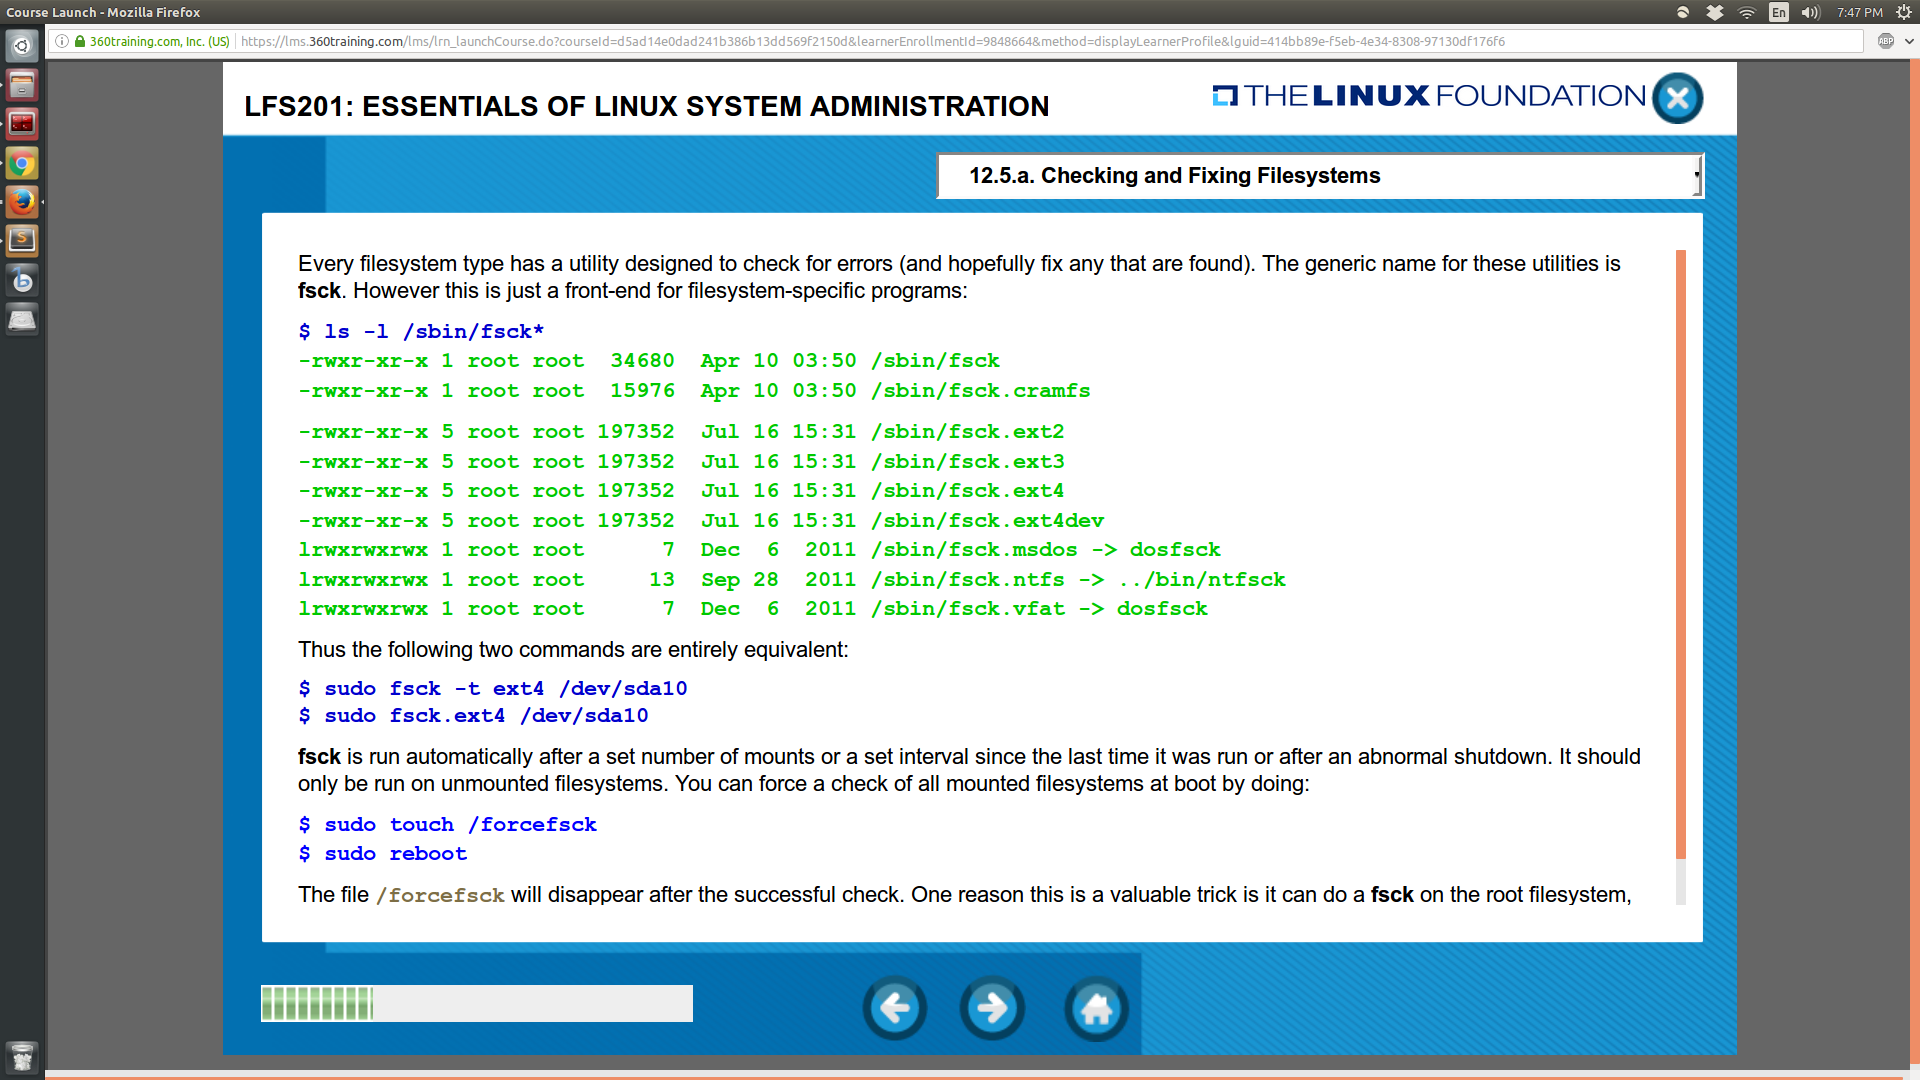 Course Launch - Mozilla Firefox
En
7:47 PM
360training.com, Inc. (US)
https://lms.360training.com/lms/lrn_launchCourse.do?courseId=d5ad14e0dad241b386b13dd569f2150d&learnerEnrollmentId=9848664&method=displayLearnerProfile&lguid=414bb89e-f5eb-4e34-8308-97130df176f6
ABP
LFS201: ESSENTIALS OF LINUX SYSTEM ADMINISTRATION
THE LINUX FOUNDATION
12.5.a. Checking and Fixing Filesystems
Every filesystem type has a utility designed to check for errors (and hopefully fix any that are found). The generic name for these utilities is
fsck. However this is just a front-end for filesystem-specific programs:
$ ls -l /sbin/fsck*
-rwxr-xr-x 1 root root  34680  Apr 10 03:50 /sbin/fsck
-rwxr-xr-x 1 root root  15976  Apr 10 03:50 /sbin/fsck.cramfs
-rwxr-xr-x 5 root root 197352  Jul 16 15:31 /sbin/fsck.ext2
-rwxr-xr-x 5 root root 197352  Jul 16 15:31 /sbin/fsck.ext3
-rwxr-xr-x 5 root root 197352  Jul 16 15:31 /sbin/fsck.ext4
-rwxr-xr-x 5 root root 197352  Jul 16 15:31 /sbin/fsck.ext4dev
lrwxrwxrwx 1 root root      7  Dec  6  2011 /sbin/fsck.msdos -> dosfsck
lrwxrwxrwx 1 root root     13  Sep 28  2011 /sbin/fsck.ntfs -> ../bin/ntfsck
lrwxrwxrwx 1 root root      7  Dec  6  2011 /sbin/fsck.vfat -> dosfsck
Thus the following two commands are entirely equivalent:
$ sudo fsck -t ext4 /dev/sda10
$ sudo fsck.ext4 /dev/sda10
fsck is run automatically after a set number of mounts or a set interval since the last time it was run or after an abnormal shutdown. It should
only be run on unmounted filesystems. You can force a check of all mounted filesystems at boot by doing:
$ sudo touch /forcefsck
$ sudo reboot
The file /forcefsck will disappear after the successful check. One reason this is a valuable trick is it can do a fsck on the root filesystem,